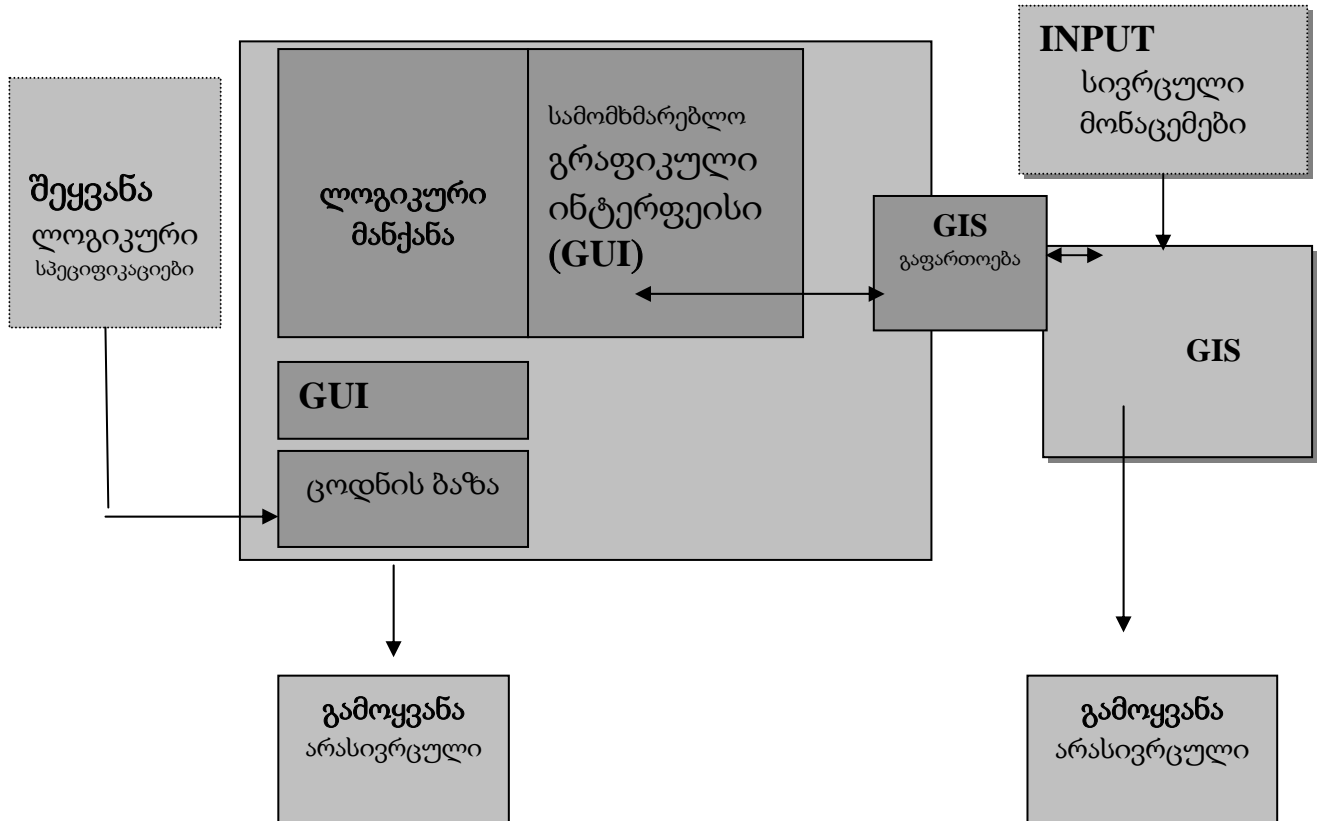 INPUT
სივრცული
მონაცემები
შეყვანა
ლოგიკური
სპეციფიკაციები
ლოგიკური
მანქანა
სამომხმარებლო
გრაფიკული
ინტერფეისი
(GUI)
GIS
გაფართოება
GIS
GUI
ცოდნის ბაზა
გამოყვანა
არასივრცული
გამოყვანა
არასივრცული